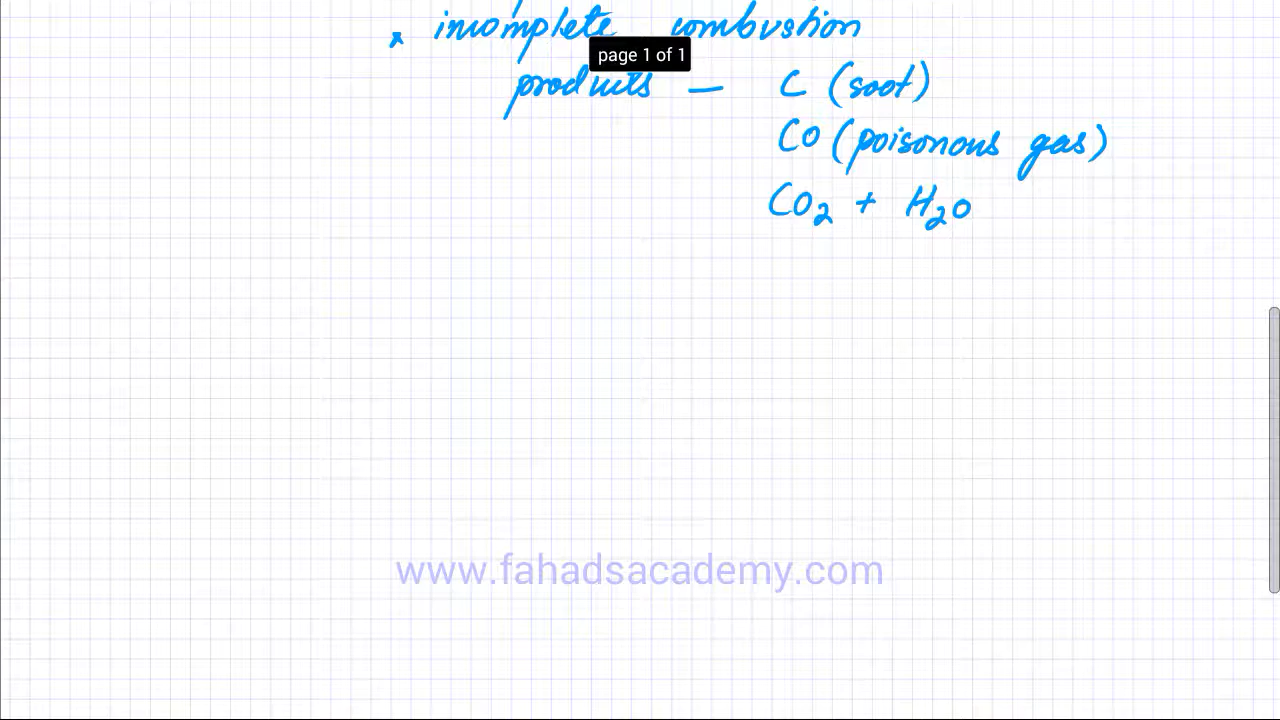 × incomplete combustion
page 1 of 1
products — C (soot)
CO (poisonous gas)
CO₂ + H₂O
www.fahadsacademy.com